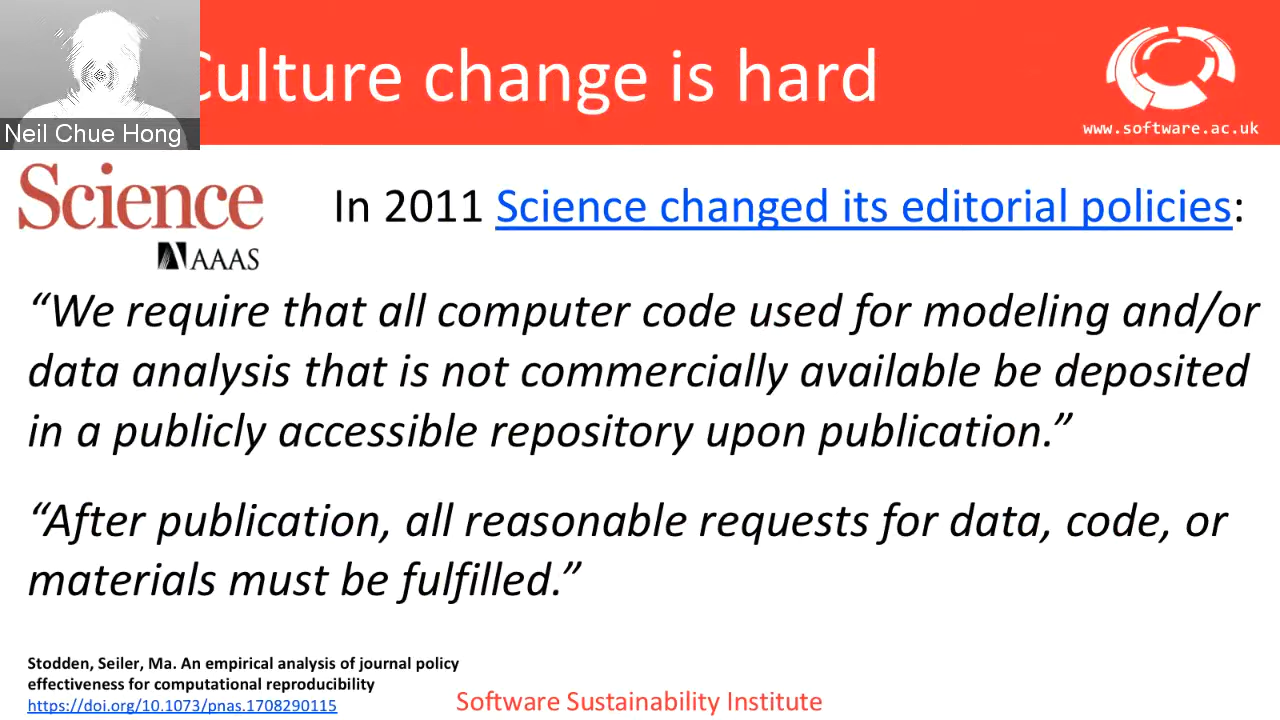 Culture change is hard
www.software.ac.uk
Neil Chue Hong
Science
AAAS
In 2011 Science changed its editorial policies:
“We require that all computer code used for modeling and/or
data analysis that is not commercially available be deposited
in a publicly accessible repository upon publication.”
“After publication, all reasonable requests for data, code, or
materials must be fulfilled.”
Stodden, Seiler, Ma. An empirical analysis of journal policy
effectiveness for computational reproducibility
https://doi.org/10.1073/pnas.1708290115
Software Sustainability Institute